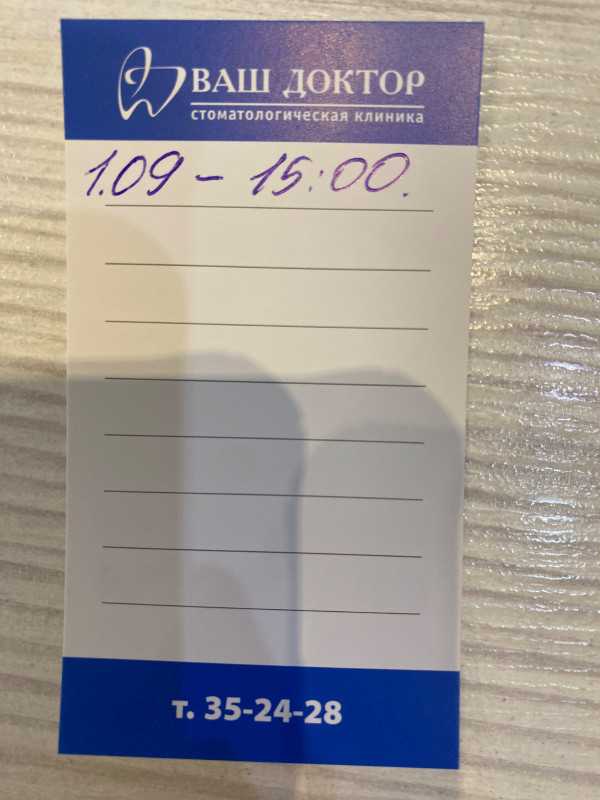 ВАШ ДОКТОР
стоматологическая клиника
1.09 - 15:00.
т. 35-24-28